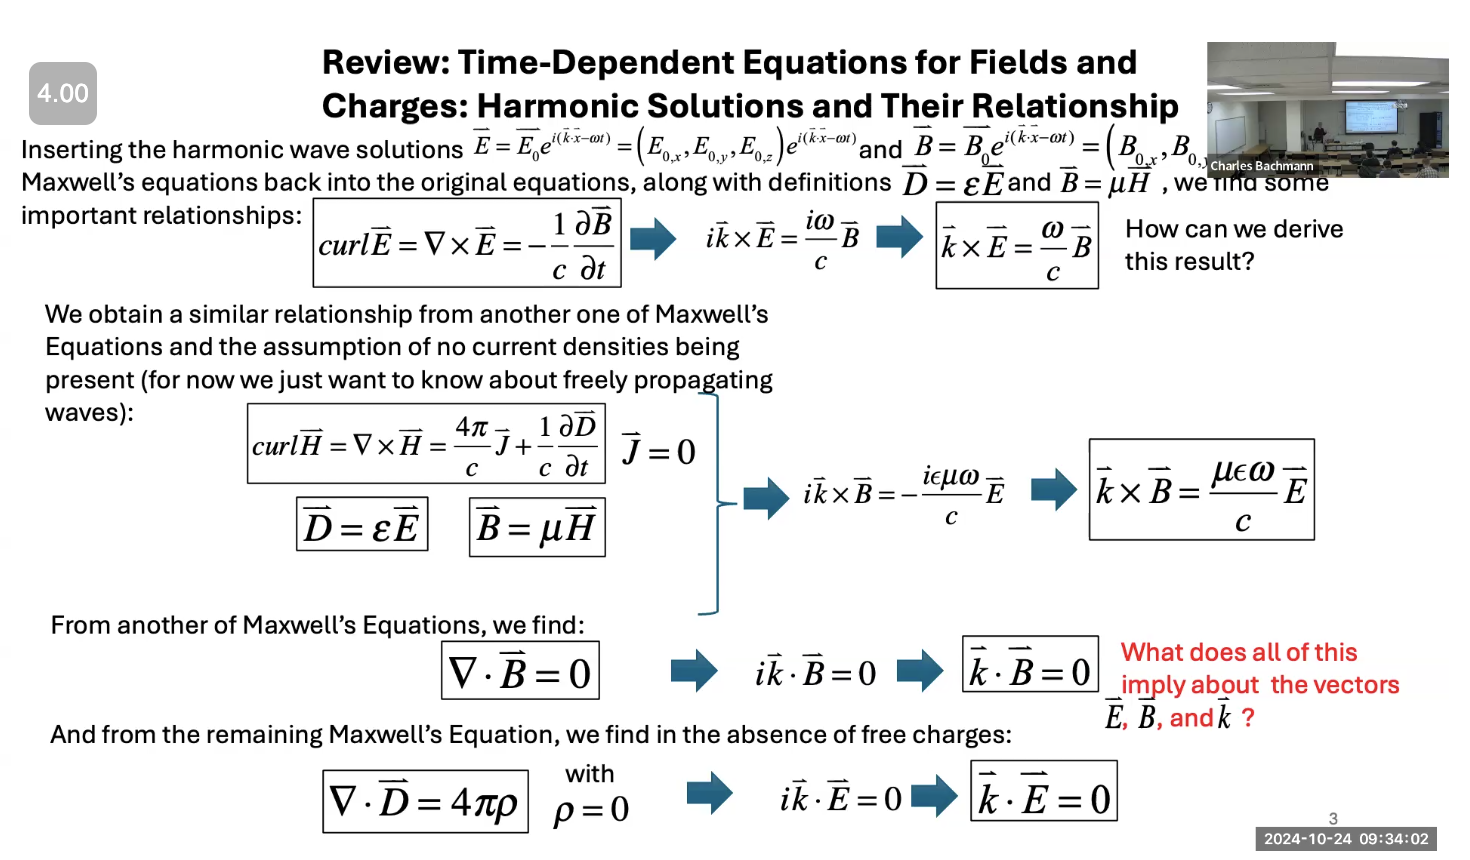 Review: Time-Dependent Equations for Fields and
Charges: Harmonic Solutions and Their Relationship
4.00
Charles Bachmann
Inserting the harmonic wave solutions $\vec{E} = \vec{E_0}e^{i(\vec{k}\cdot\vec{x}-\omega t)} = (E_{0,x}, E_{0,y}, E_{0,z})e^{i(\vec{k}\cdot\vec{x}-\omega t)}$ and $\vec{B} = \vec{B_0}e^{i(\vec{k}\cdot\vec{x}-\omega t)} = (B_{0,x}, B_{0,$
Maxwell's equations back into the original equations, along with definitions $\vec{D} = \varepsilon\vec{E}$ and $\vec{B} = \mu\vec{H}$ , we find some
important relationships:
$curl\vec{E} = \nabla \times \vec{E} = -\frac{1}{c}\frac{\partial\vec{B}}{\partial t}$
$i\vec{k} \times \vec{E} = \frac{i\omega}{c}\vec{B}$
$\vec{k} \times \vec{E} = \frac{\omega}{c}\vec{B}$
How can we derive
this result?
We obtain a similar relationship from another one of Maxwell's
Equations and the assumption of no current densities being
present (for now we just want to know about freely propagating
waves):
$curl\vec{H} = \nabla \times \vec{H} = \frac{4\pi}{c}\vec{J} + \frac{1}{c}\frac{\partial\vec{D}}{\partial t}$
$\vec{J} = 0$
$\vec{D} = \varepsilon\vec{E}$
$\vec{B} = \mu\vec{H}$
$i\vec{k} \times \vec{B} = -\frac{i\epsilon\mu\omega}{c}\vec{E}$
$\vec{k} \times \vec{B} = \frac{\mu\epsilon\omega}{c}\vec{E}$
From another of Maxwell's Equations, we find:
$\nabla \cdot \vec{B} = 0$
$i\vec{k} \cdot \vec{B} = 0$
$\vec{k} \cdot \vec{B} = 0$
What does all of this
imply about the vectors
$\vec{E}$, $\vec{B}$, and $\vec{k}$ ?
And from the remaining Maxwell's Equation, we find in the absence of free charges:
$\nabla \cdot \vec{D} = 4\pi\rho$
with
$\rho = 0$
$i\vec{k} \cdot \vec{E} = 0$
$\vec{k} \cdot \vec{E} = 0$
3
2024-10-24 09:34:02